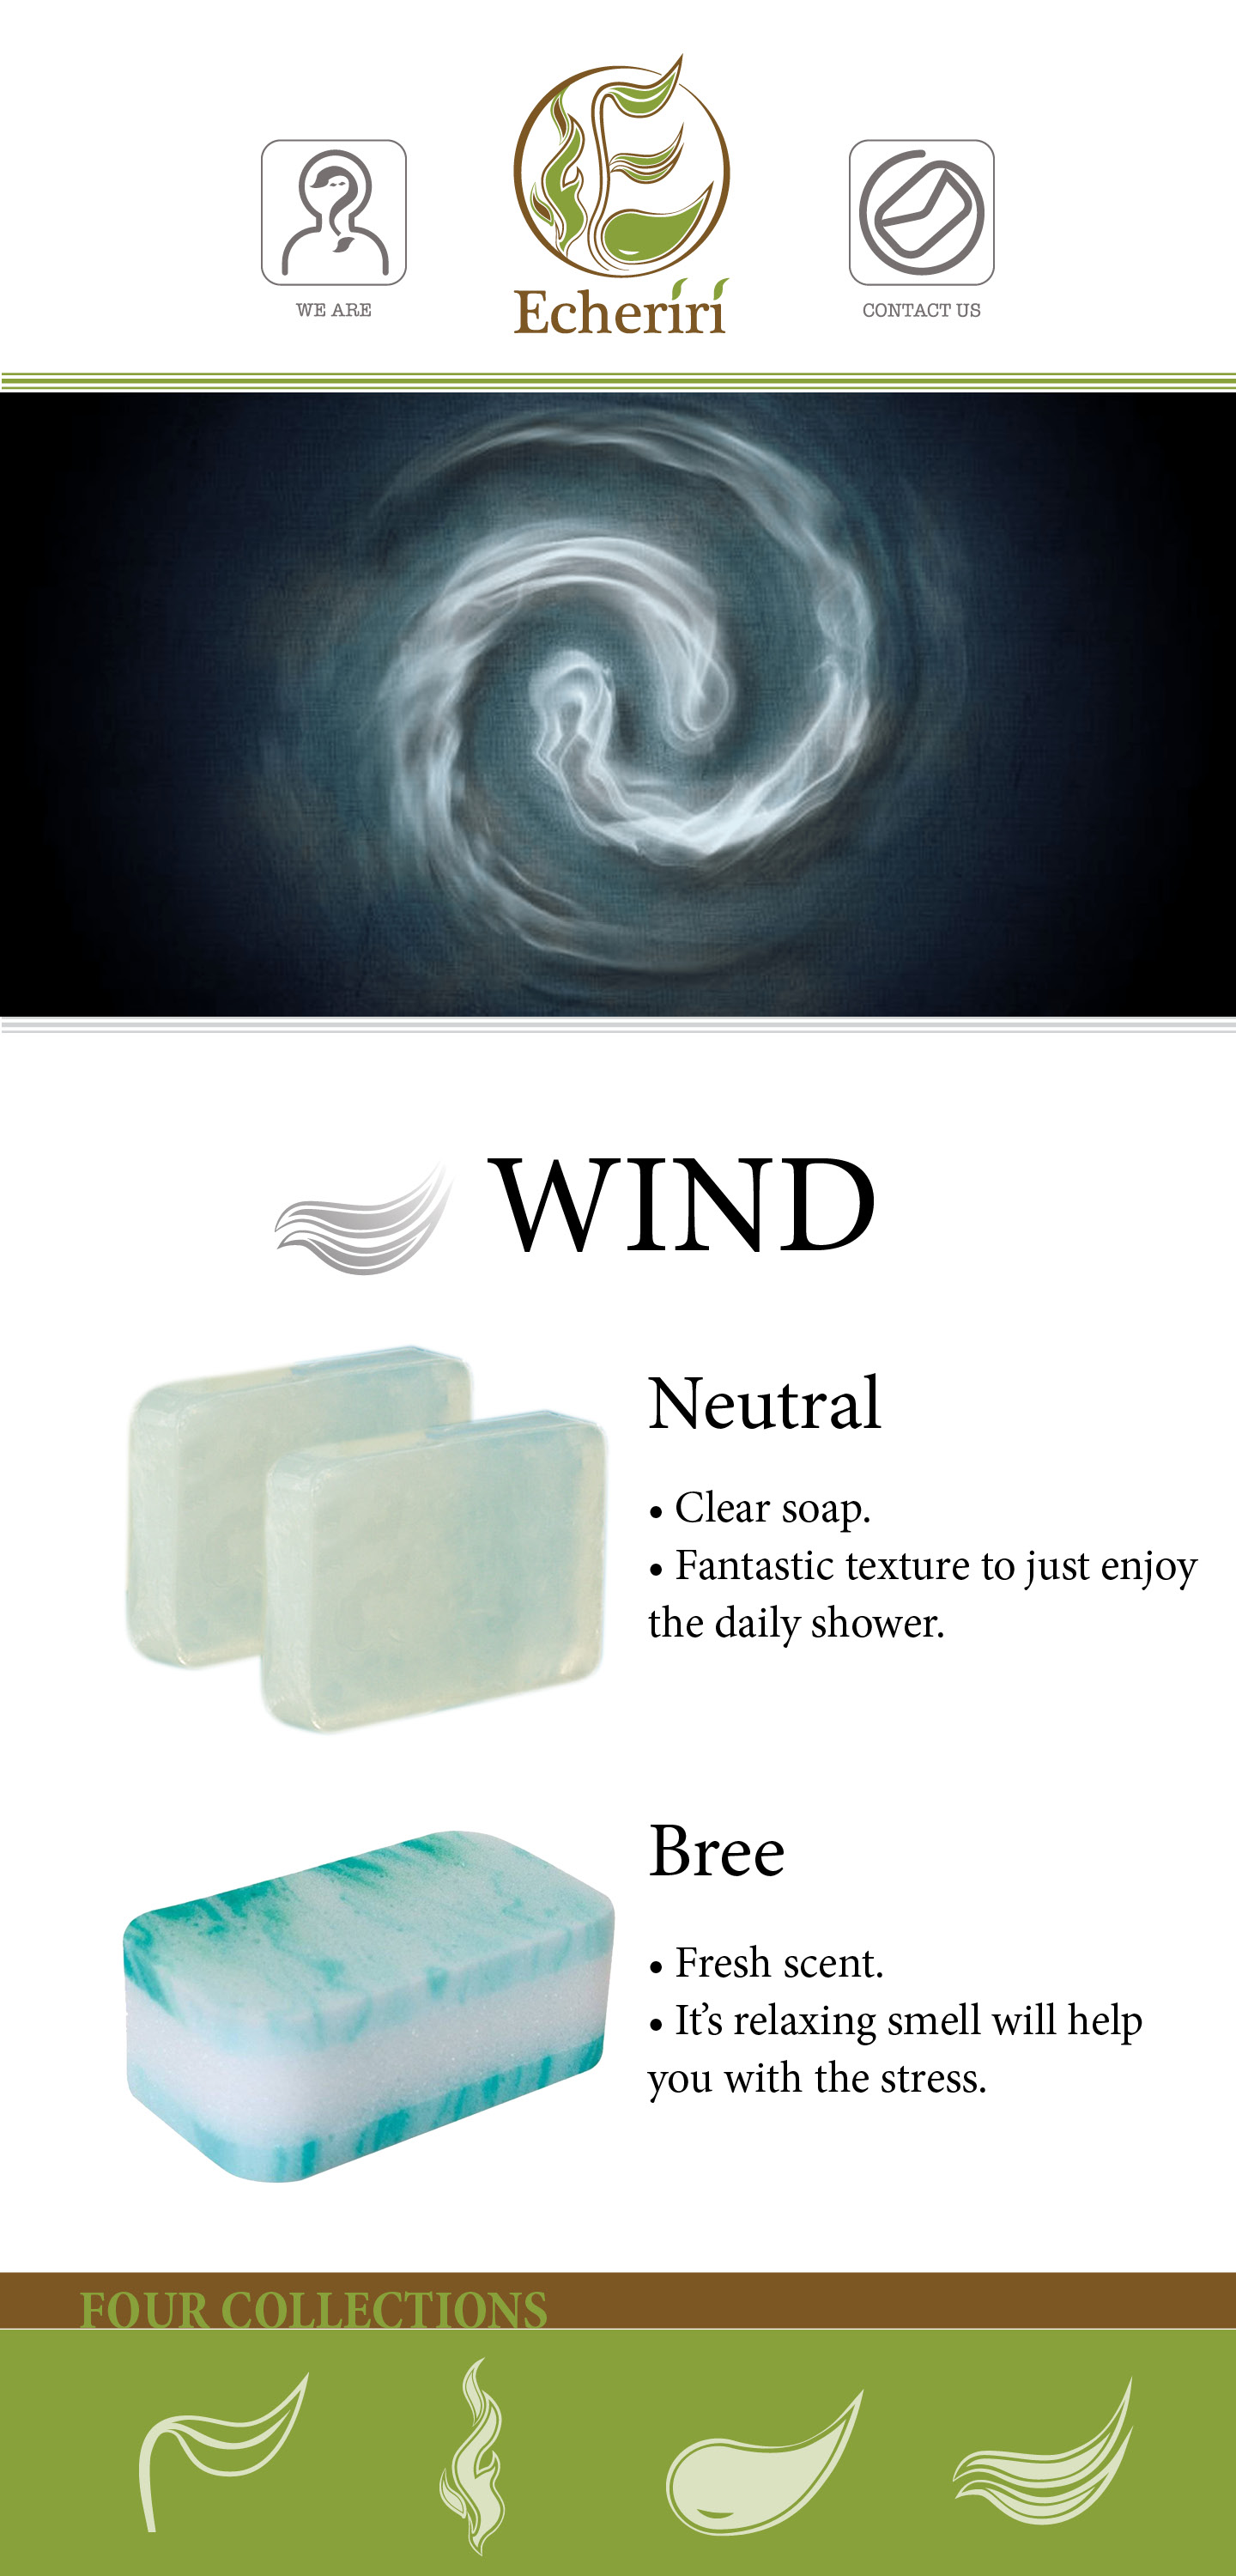 WE ARE
Echeriri
CONTACT US
WIND
Neutral
• Clear soap.
• Fantastic texture to just enjoy
the daily shower.
Bree
• Fresh scent.
• It’s relaxing smell will help
you with the stress.
FOUR COLLECTIONS